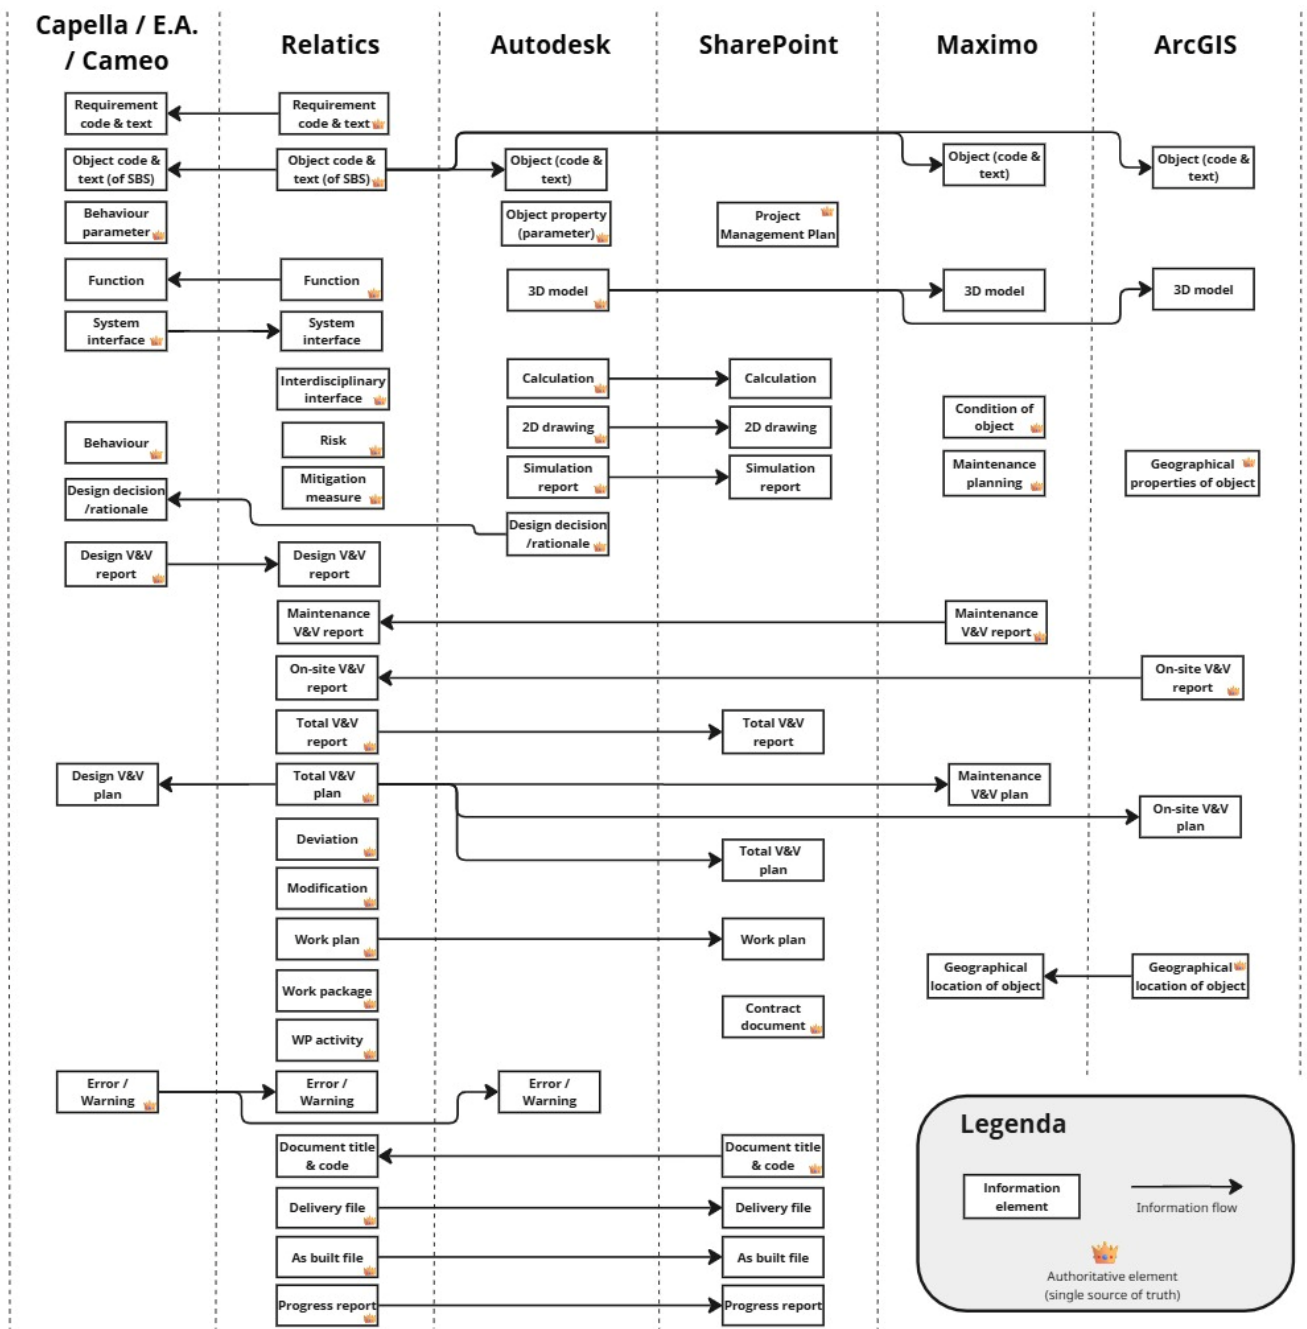 Capella / E.A.
/ Cameo
Relatics
Autodesk
SharePoint
Maximo
ArcGIS
Requirement
code & text
Requirement
code & text
Object code &
text (of SBS)
Object code &
text (of SBS)
Object (code &
text)
Object (code &
text)
Object (code &
text)
Behaviour
parameter
Object property
(parameter)
Project
Management Plan
Function
Function
3D model
3D model
3D model
System
interface
System
interface
Interdisciplinary
interface
Calculation
Calculation
Condition of
object
Behaviour
Risk
2D drawing
2D drawing
Mitigation
measure
Simulation
report
Simulation
report
Maintenance
planning
Geographical
properties of object
Design decision
/rationale
Design decision
/rationale
Design V&V
report
Design V&V
report
Maintenance
V&V report
Maintenance
V&V report
On-site V&V
report
On-site V&V
report
Total V&V
report
Total V&V
report
Design V&V
plan
Total V&V
plan
Maintenance
V&V plan
On-site V&V
plan
Deviation
Total V&V
plan
Modification
Work plan
Work plan
Geographical
location of object
Geographical
location of object
Work package
Contract
document
WP activity
Error /
Warning
Error /
Warning
Error /
Warning
Document title
& code
Document title
& code
Delivery file
Delivery file
As built file
As built file
Progress report
Progress report
Legenda
Information
element
Information flow
Authoritative element
(single source of truth)